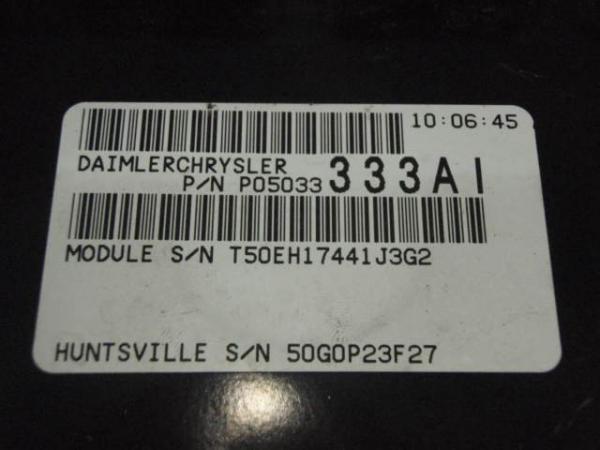 10:06:45
DAIMLERCHRYSLER
P/N P05033 333AI
MODULE S/N T50EH17441J3G2
HUNTSVILLE S/N 50G0P23F27